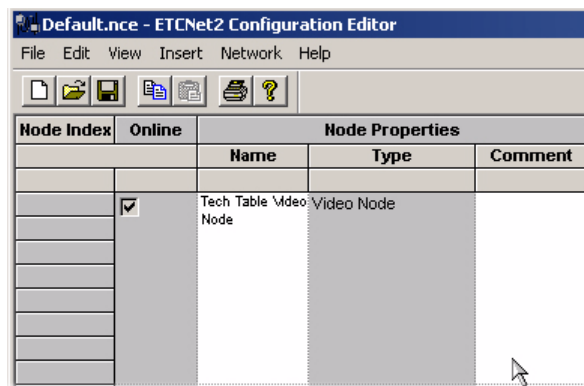 Default.nce - ETCNet2 Configuration Editor
File Edit View Insert Network Help
Node Index Online Node Properties
Name Type Comment
Tech Table Video Video Node
Node